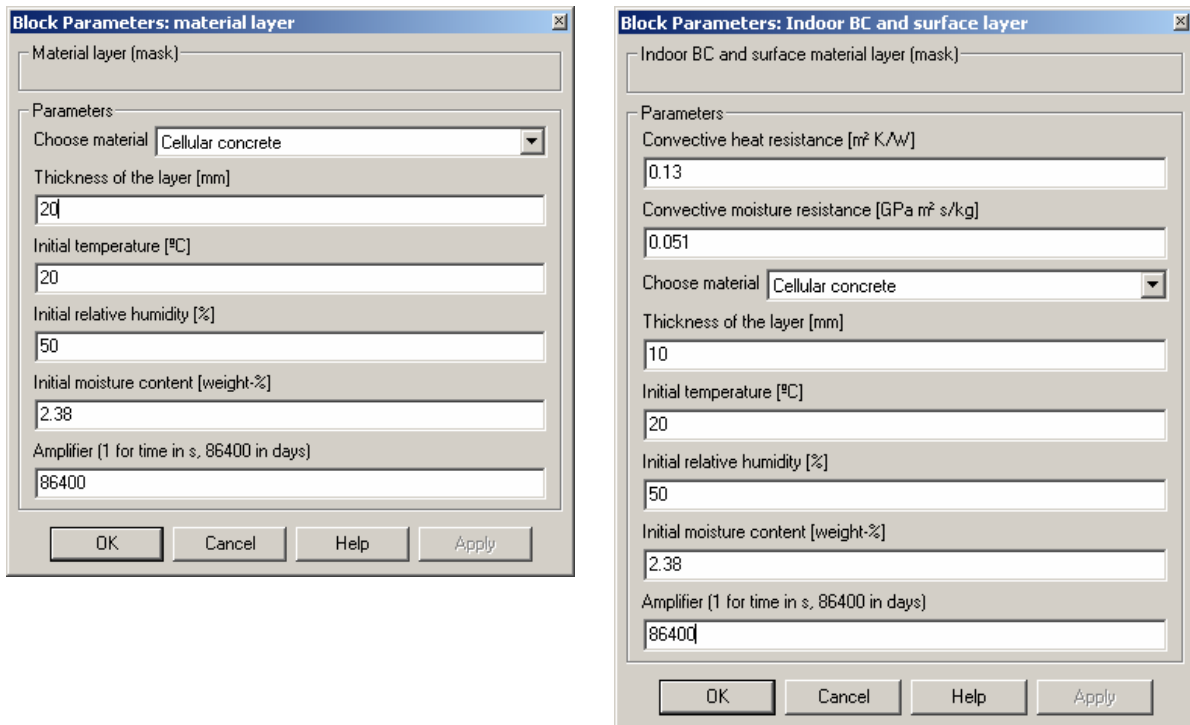 Block Parameters: material layer
Material layer (mask)
Parameters
Choose material Cellular concrete
Thickness of the layer [mm]
20
Initial temperature [ºC]
20
Initial relative humidity [%]
50
Initial moisture content [weight-%]
2.38
Amplifier (1 for time in s, 86400 in days)
86400
OK Cancel Help Apply
Block Parameters: Indoor BC and surface layer
Indoor BC and surface material layer (mask)
Parameters
Convective heat resistance [m² K/W]
0.13
Convective moisture resistance [GPa m² s/kg]
0.051
Choose material Cellular concrete
Thickness of the layer [mm]
10
Initial temperature [ºC]
20
Initial relative humidity [%]
50
Initial moisture content [weight-%]
2.38
Amplifier (1 for time in s, 86400 in days)
86400
OK Cancel Help Apply